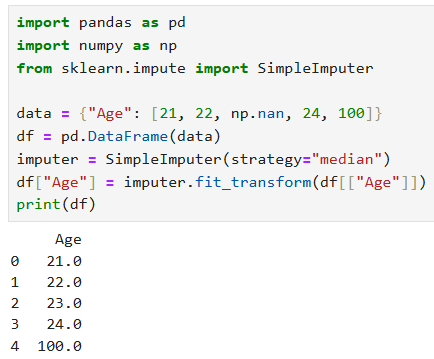 import pandas as pd
import numpy as np
from sklearn.impute import SimpleImputer

data = {"Age": [21, 22, np.nan, 24, 100]}
df = pd.DataFrame(data)
imputer = SimpleImputer(strategy="median")
df["Age"] = imputer.fit_transform(df[["Age"]])
print(df)

     Age
0   21.0
1   22.0
2   23.0
3   24.0
4  100.0